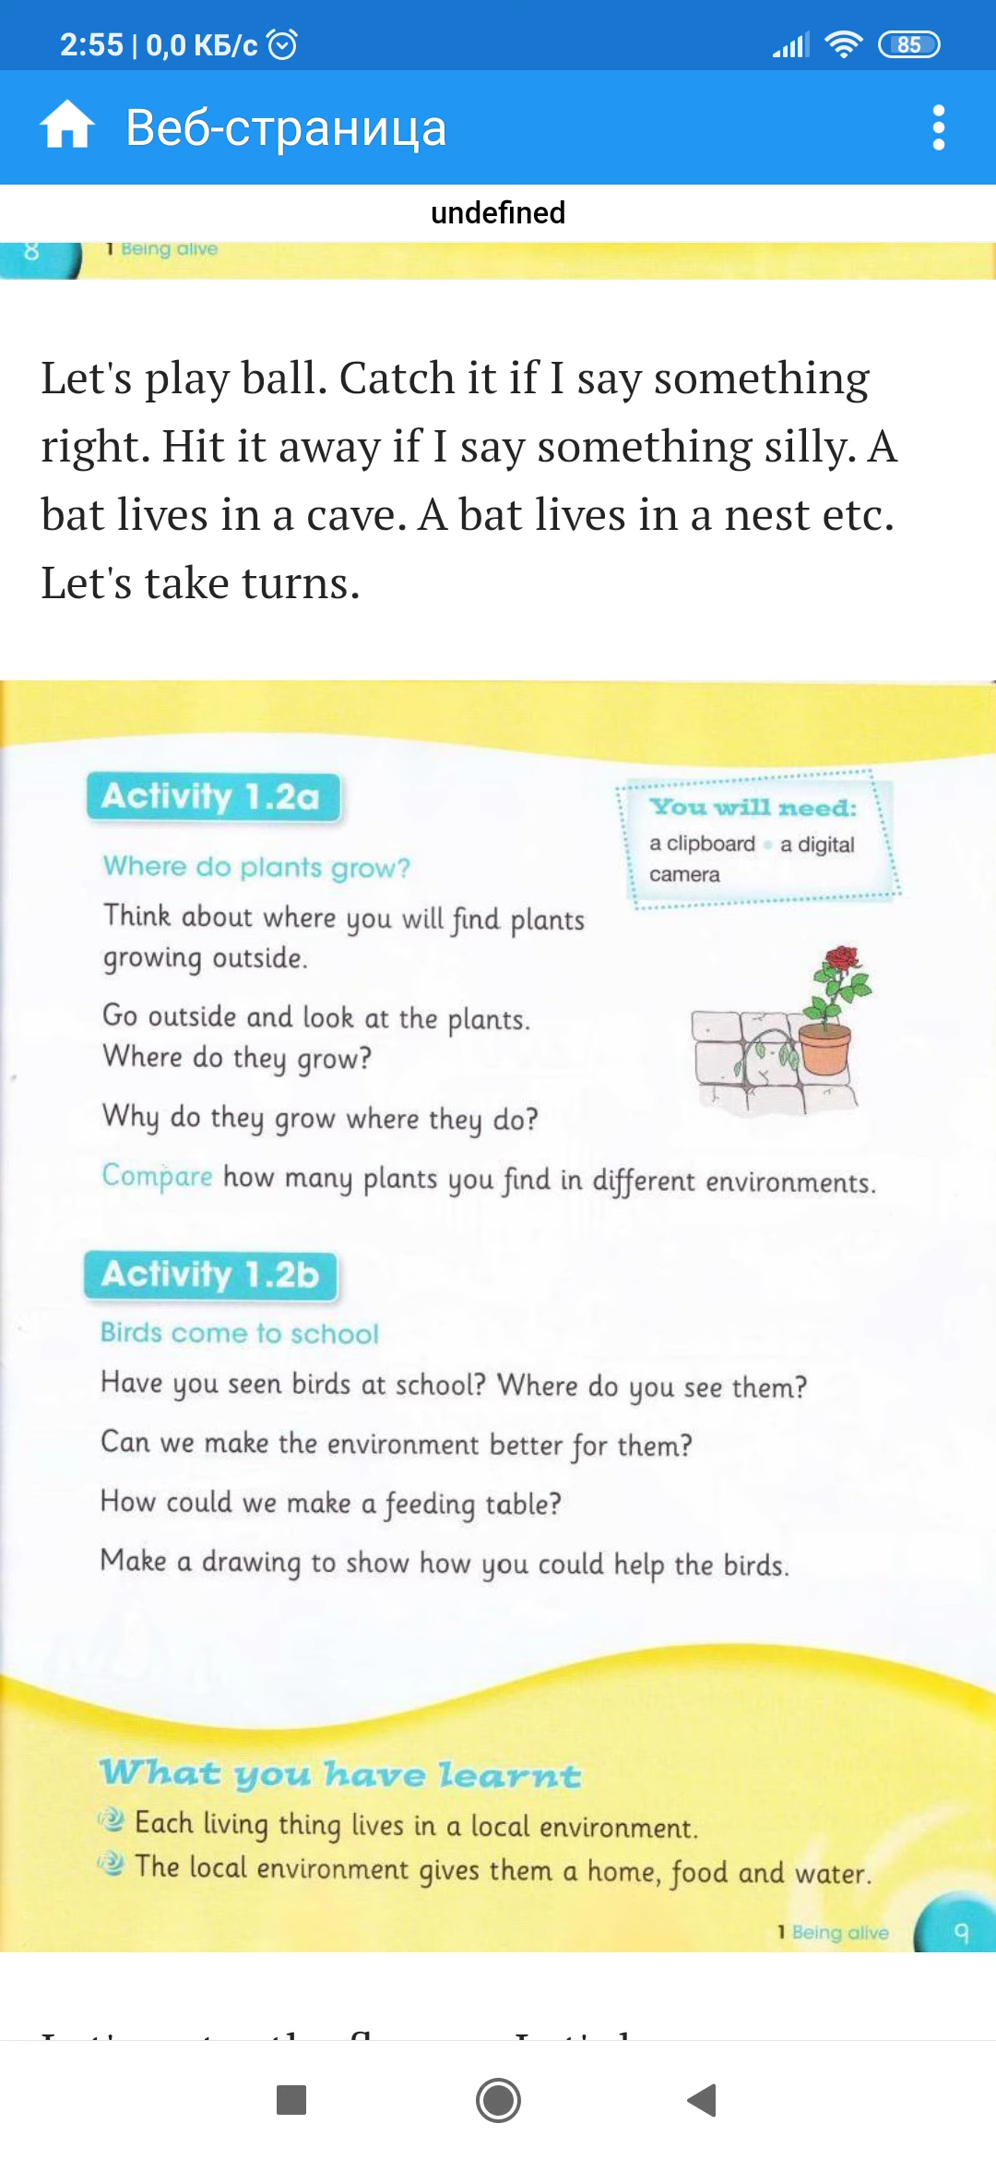 2:55 | 0,0 КБ/с
85
Веб-страница
undefined
8 1 Being alive
Let's play ball. Catch it if I say something
right. Hit it away if I say something silly. A
bat lives in a cave. A bat lives in a nest etc.
Let's take turns.
Activity 1.2a
You will need:
a clipboard • a digital
camera
Where do plants grow?
Think about where you will find plants
growing outside.
Go outside and look at the plants.
Where do they grow?
Why do they grow where they do?
Compare how many plants you find in different environments.
Activity 1.2b
Birds come to school
Have you seen birds at school? Where do you see them?
Can we make the environment better for them?
How could we make a feeding table?
Make a drawing to show how you could help the birds.
What you have learnt
Each living thing lives in a local environment.
The local environment gives them a home, food and water.
1 Being alive 9